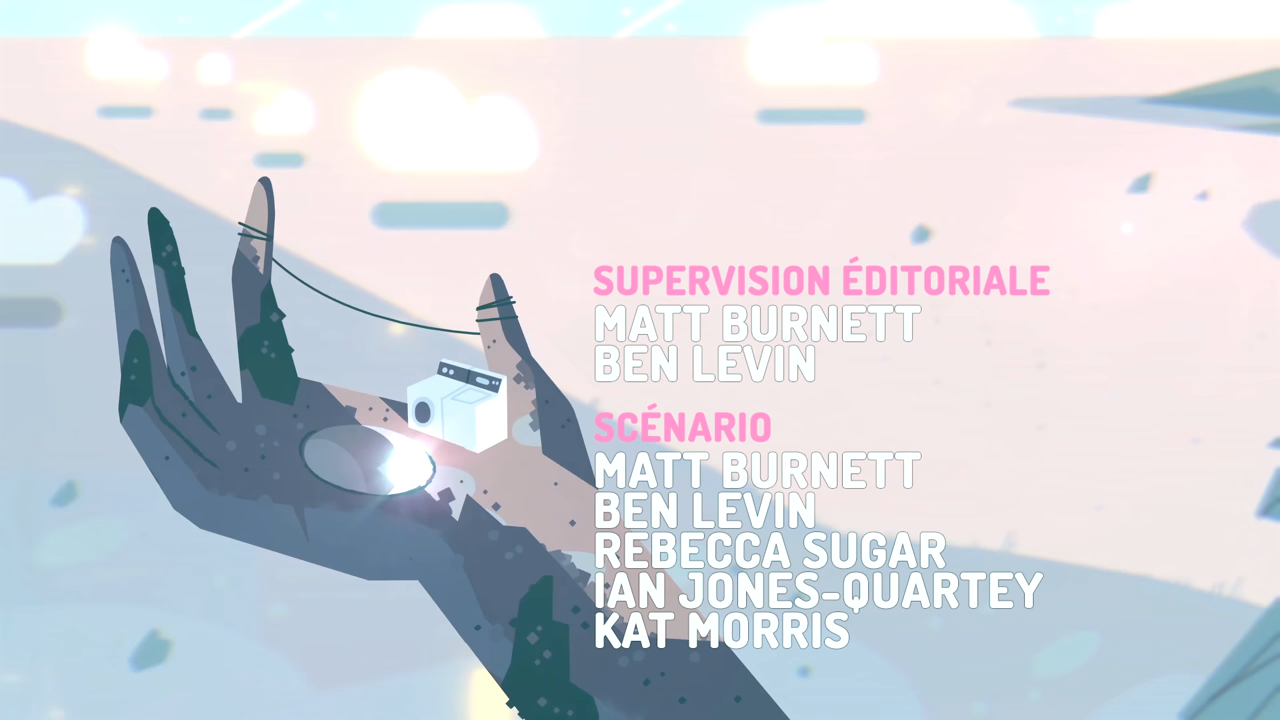 SUPERVISION ÉDITORIALE
MATT BURNETT
BEN LEVIN
SCÉNARIO
MATT BURNETT
BEN LEVIN
REBECCA SUGAR
IAN JONES-QUARTEY
KAT MORRIS